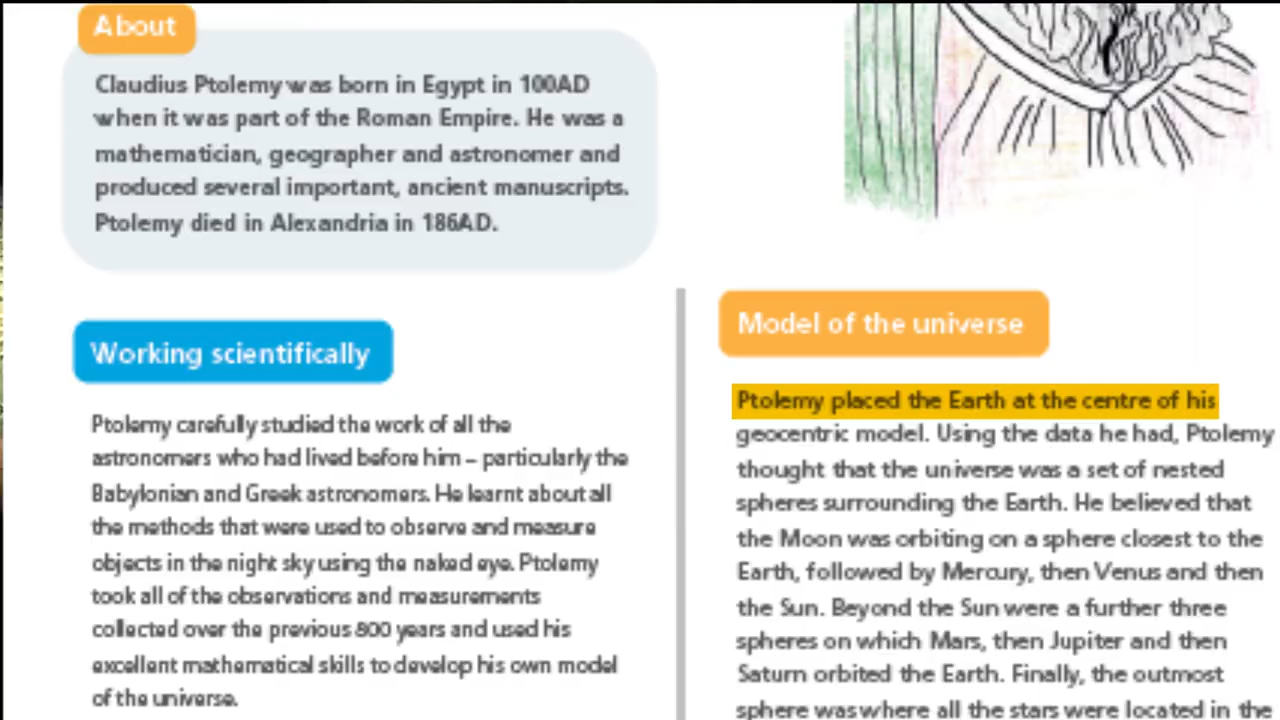 About
Claudius Ptolemy was born in Egypt in 100AD
when it was part of the Roman Empire. He was a
mathematician, geographer and astronomer and
produced several important, ancient manuscripts.
Ptolemy died in Alexandria in 186AD.
Working scientifically
Ptolemy carefully studied the work of all the
astronomers who had lived before him – particularly the
Babylonian and Greek astronomers. He learnt about all
the methods that were used to observe and measure
objects in the night sky using the naked eye. Ptolemy
took all of the observations and measurements
collected over the previous 800 years and used his
excellent mathematical skills to develop his own model
of the universe.
Model of the universe
Ptolemy placed the Earth at the centre of his
geocentric model. Using the data he had, Ptolemy
thought that the universe was a set of nested
spheres surrounding the Earth. He believed that
the Moon was orbiting on a sphere closest to the
Earth, followed by Mercury, then Venus and then
the Sun. Beyond the Sun were a further three
spheres on which Mars, then Jupiter and then
Saturn orbited the Earth. Finally, the outmost
sphere was where all the stars were located in the